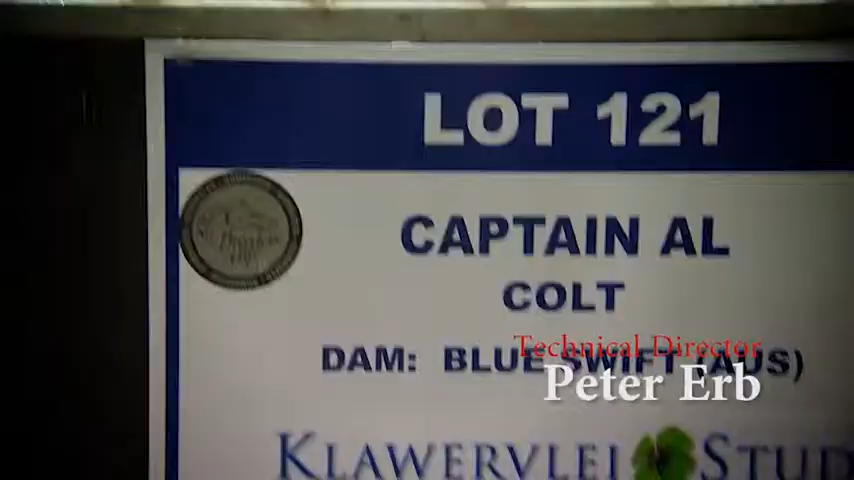 LOT 121
CAPTAIN AL
COLT
DAM: BLUE SWIFT (AUS)
Technical Director
Peter Erb
KLAWERVLEI STUD